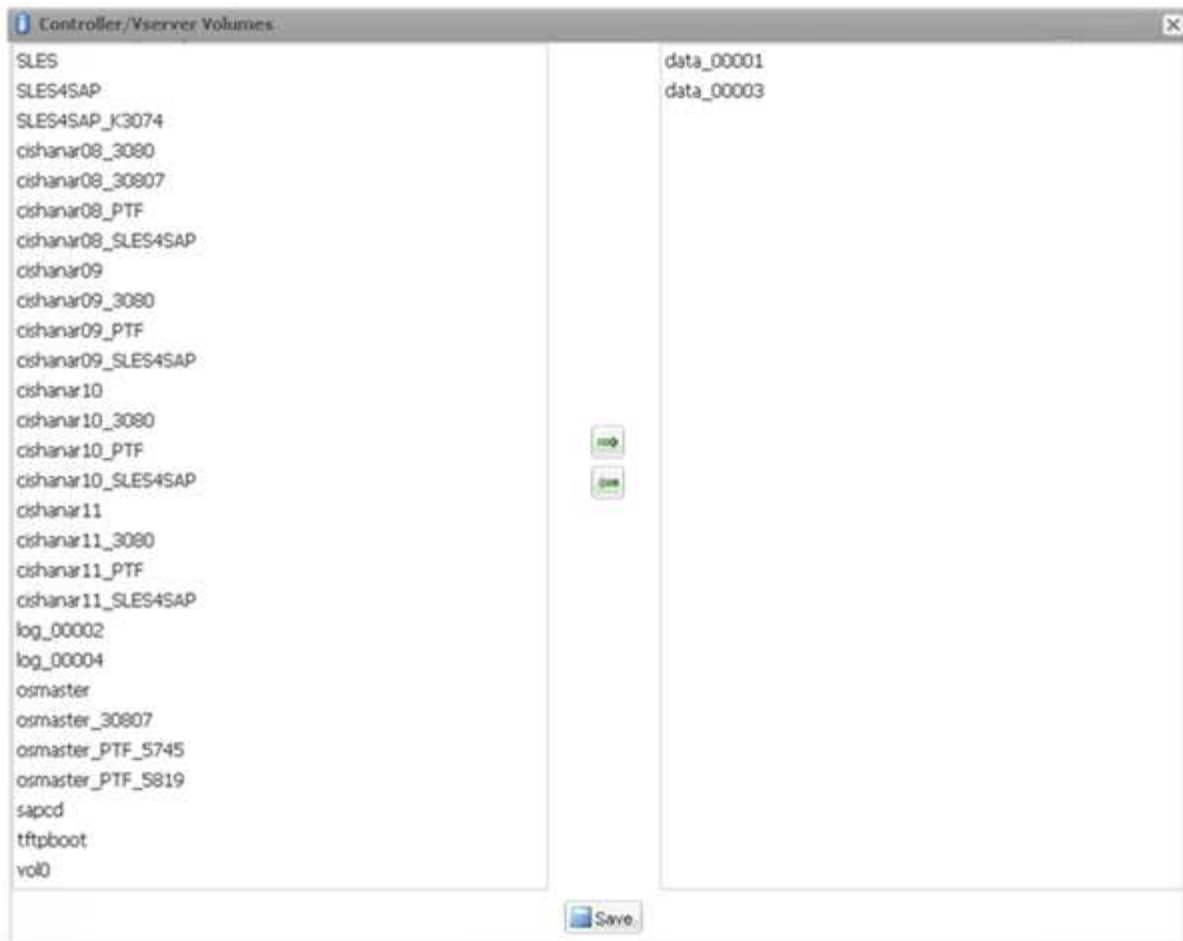 Controller/Vserver Volumes
SLES
SLES4SAP
SLES4SAP_K3074
cishanar08_3080
cishanar08_30807
cishanar08_PTF
cishanar08_SLES4SAP
cishanar09
cishanar09_3080
cishanar09_PTF
cishanar09_SLES4SAP
cishanar10
cishanar10_3080
cishanar10_PTF
cishanar10_SLES4SAP
cishanar11
cishanar11_3080
cishanar11_PTF
cishanar11_SLES4SAP
log_00002
log_00004
osmaster
osmaster_30807
osmaster_PTF_5745
osmaster_PTF_5819
sapcd
tftpboot
vol0
data_00001
data_00003
Save